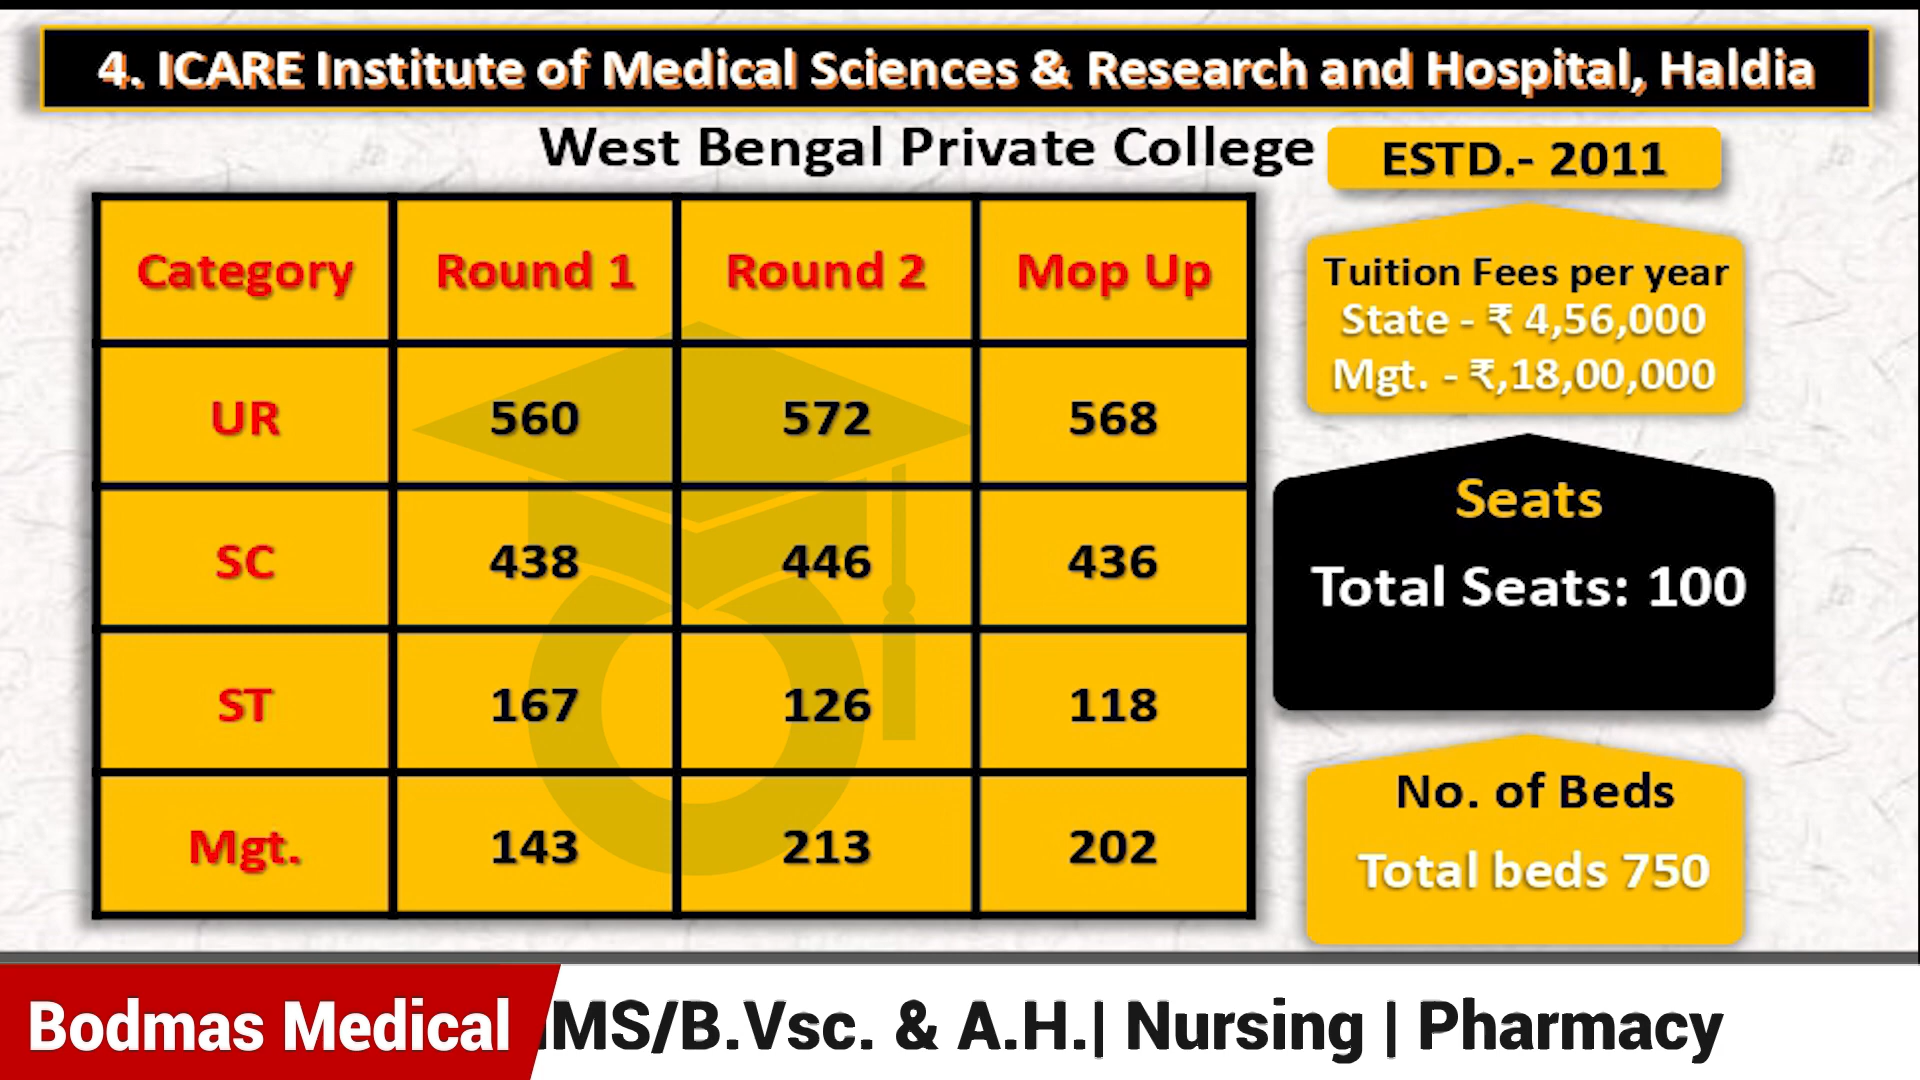 4. ICARE Institute of Medical Sciences & Research and Hospital, Haldia
West Bengal Private College
ESTD.- 2011
Category Round 1 Round 2 Mop Up
UR 560 572 568
SC 438 446 436
ST 167 126 118
Mgt. 143 213 202
Tuition Fees per year
State - ₹ 4,56,000
Mgt. - ₹,18,00,000
Seats
Total Seats: 100
No. of Beds
Total beds 750
Bodmas Medical
MS/B.Vsc. & A.H.| Nursing | Pharmacy